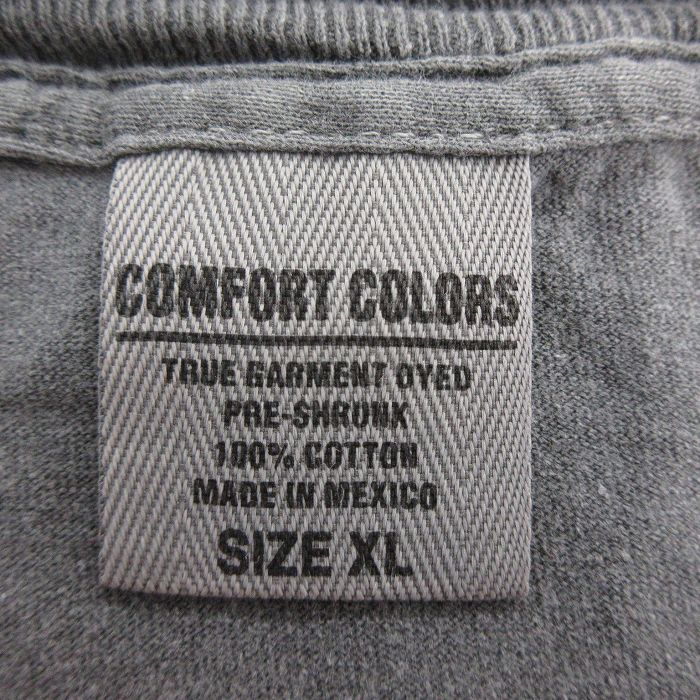 COMFORT COLORS
TRUE GARMENT DYED
PRE-SHRUNK
100% COTTON
MADE IN MEXICO
SIZE XL